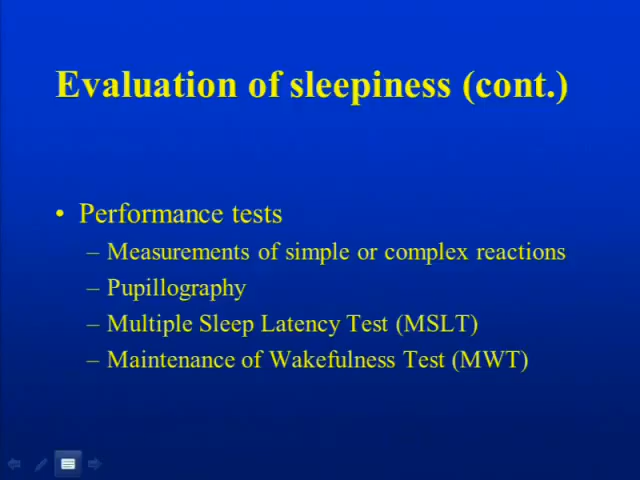 Evaluation of sleepiness (cont.)
• Performance tests
– Measurements of simple or complex reactions
– Pupillography
– Multiple Sleep Latency Test (MSLT)
– Maintenance of Wakefulness Test (MWT)